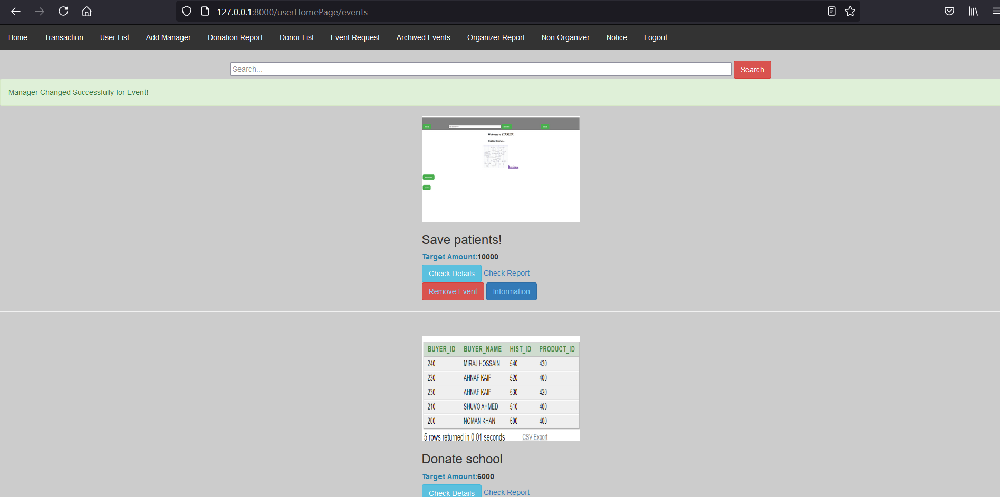 127.0.0.1:8000/userHomePage/events
Home Transaction User List Add Manager Donation Report Donor List Event Request Archived Events Organizer Report Non Organizer Notice Logout
Search... Search
Manager Changed Successfully for Event!
Welcome to STAREDU
Trending Courses...
Database
Save patients!
Target Amount:10000
Check Details Check Report
Remove Event Information
BUYER_ID BUYER_NAME HIST_ID PRODUCT_ID
240 MIRAJ HOSSAIN 540 430
230 AHNAF KAIF 520 400
230 AHNAF KAIF 530 420
210 SHUVO AHMED 510 400
200 NOMAN KHAN 500 400
5 rows returned in 0.01 seconds CSV Export
Donate school
Target Amount:6000
Check Details Check Report